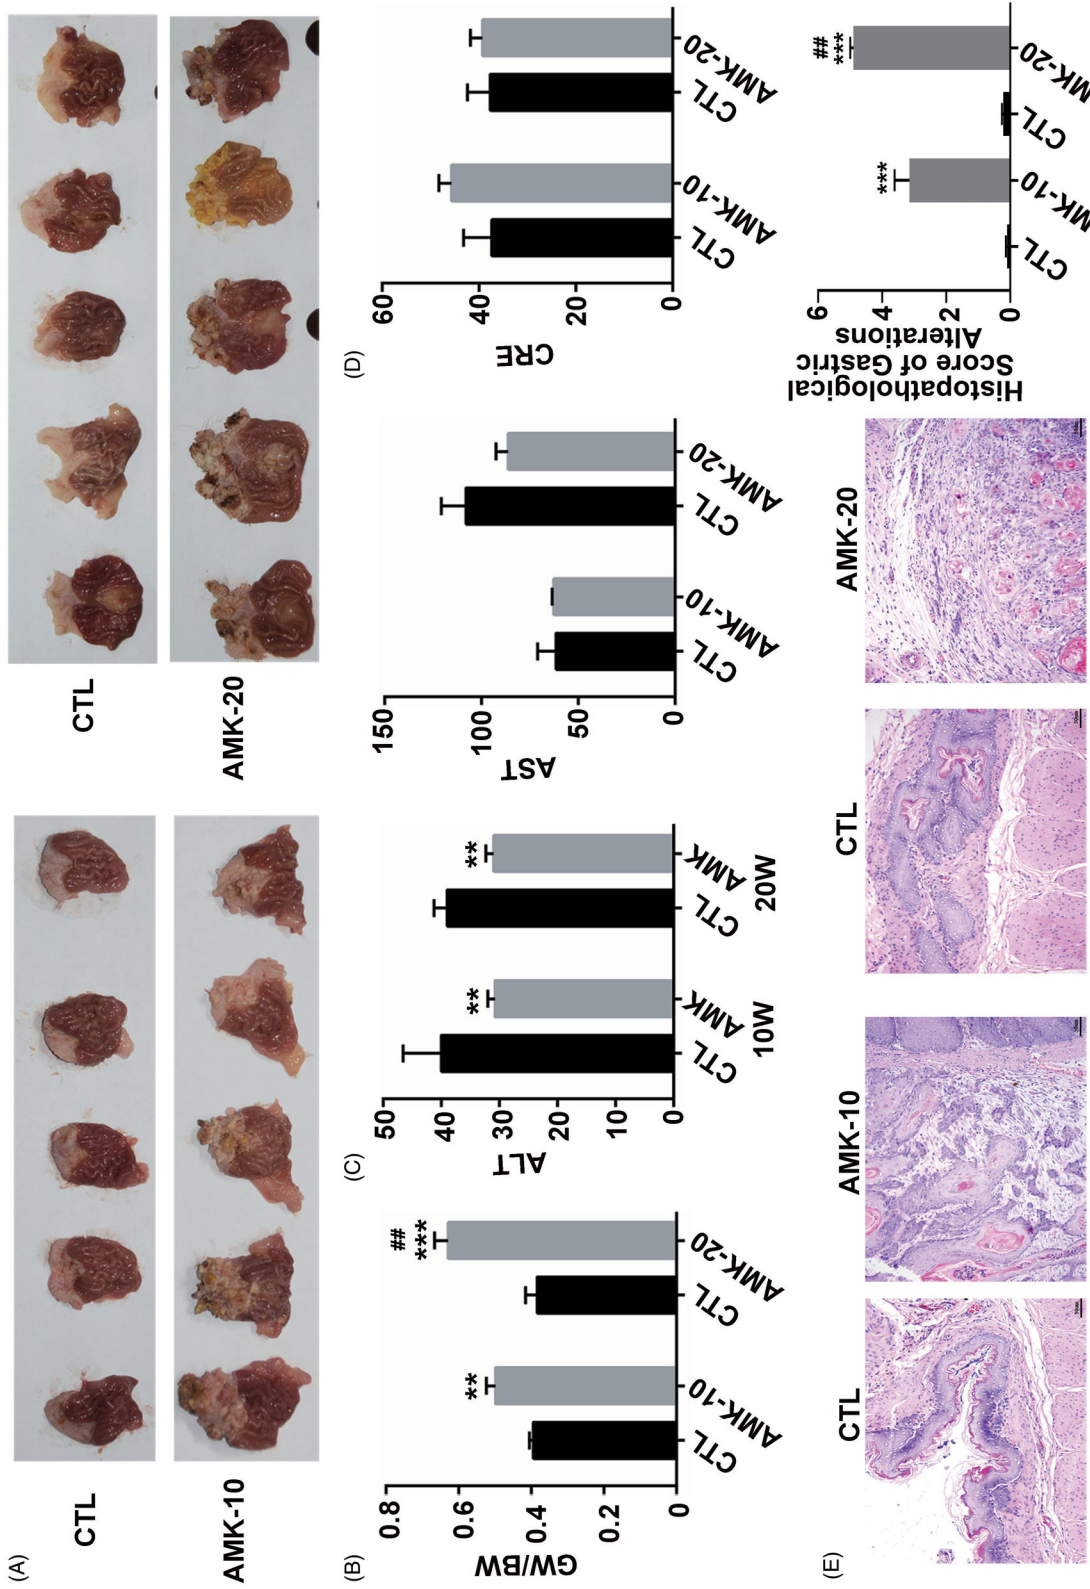 (A)
CTL
CTL
AMK-10
AMK-20
(B)
GW/BW
0.8
0.6
0.4
0.2
0
**
***
##
CTL
AMK-10
CTL
AMK-20
(C)
ALT
50
40
30
20
10
0
**
**
CTL
AMK
CTL
AMK
10W
20W
AST
150
100
50
0
CTL
AMK-10
CTL
AMK-20
(D)
CRE
60
40
20
0
CTL
AMK-10
CTL
AMK-20
(E)
CTL
AMK-10
CTL
AMK-20
Histopathological
Score of Gastric
Alterations
6
4
2
0
***
##
***
CTL
MK-10
CTL
MK-20